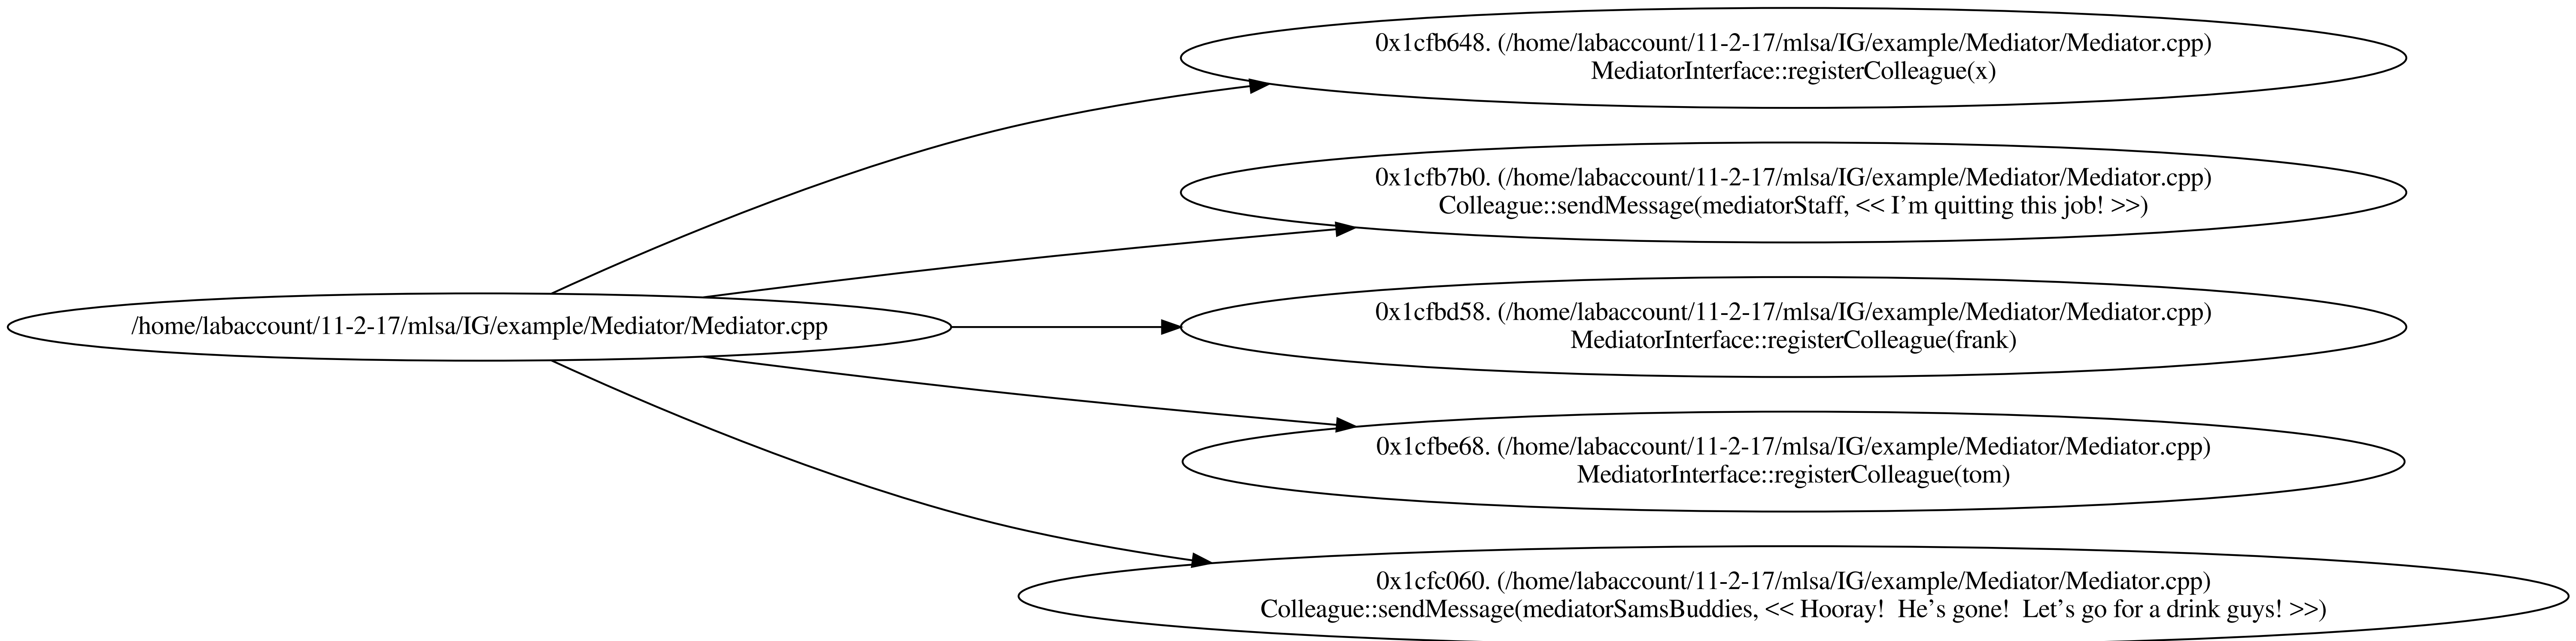 0x1cfb648. (/home/labaccount/11-2-17/mlsa/IG/example/Mediator/Mediator.cpp)
MediatorInterface::registerColleague(x)
0x1cfb7b0. (/home/labaccount/11-2-17/mlsa/IG/example/Mediator/Mediator.cpp)
Colleague::sendMessage(mediatorStaff, << I’m quitting this job! >>)
/home/labaccount/11-2-17/mlsa/IG/example/Mediator/Mediator.cpp
0x1cfbd58. (/home/labaccount/11-2-17/mlsa/IG/example/Mediator/Mediator.cpp)
MediatorInterface::registerColleague(frank)
0x1cfbe68. (/home/labaccount/11-2-17/mlsa/IG/example/Mediator/Mediator.cpp)
MediatorInterface::registerColleague(tom)
0x1cfc060. (/home/labaccount/11-2-17/mlsa/IG/example/Mediator/Mediator.cpp)
Colleague::sendMessage(mediatorSamsBuddies, << Hooray!  He’s gone!  Let’s go for a drink guys! >>)